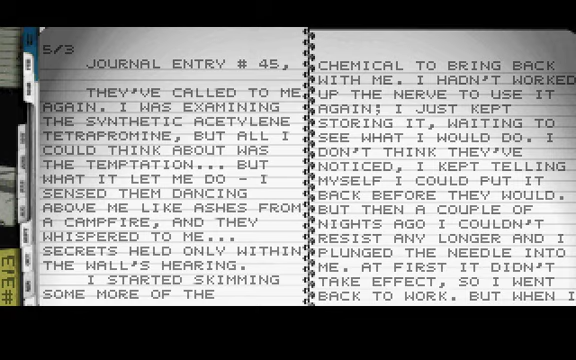 5/3
JOURNAL ENTRY # 45,
THEY'VE CALLED TO ME
AGAIN. I WAS EXAMINING
THE SYNTHETIC ACETYLENE
TETRAPROMINE, BUT ALL I
COULD THINK ABOUT WAS
THE TEMPTATION... BUT
WHAT IT LET ME DO - I
SENSED THEM DANCING
ABOVE ME LIKE ASHES FROM
A CAMPFIRE, AND THEY
WHISPERED TO ME...
SECRETS HELD ONLY WITHIN
THE WALL'S HEARING.
I STARTED SKIMMING
SOME MORE OF THE
CHEMICAL TO BRING BACK
WITH ME. I HADN'T WORKED
UP THE NERVE TO USE IT
AGAIN; I JUST KEPT
STORING IT, WAITING TO
SEE WHAT I WOULD DO. I
DON'T THINK THEY'VE
NOTICED, I KEPT TELLING
MYSELF I COULD PUT IT
BACK BEFORE THEY WOULD.
BUT THEN A COUPLE OF
NIGHTS AGO I COULDN'T
RESIST ANY LONGER AND I
PLUNGED THE NEEDLE INTO
ME. AT FIRST IT DIDN'T
TAKE EFFECT, SO I WENT
BACK TO WORK. BUT WHEN I